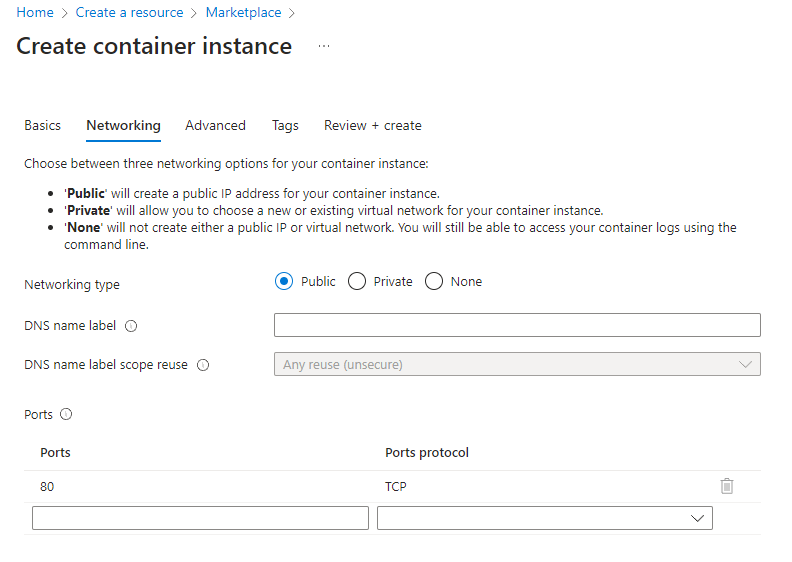 Home > Create a resource > Marketplace >
Create container instance ...
Basics Networking Advanced Tags Review + create
Choose between three networking options for your container instance:
• 'Public' will create a public IP address for your container instance.
• 'Private' will allow you to choose a new or existing virtual network for your container instance.
• 'None' will not create either a public IP or virtual network. You will still be able to access your container logs using the
command line.
Networking type Public Private None
DNS name label
DNS name label scope reuse Any reuse (unsecure)
Ports
Ports Ports protocol
80 TCP